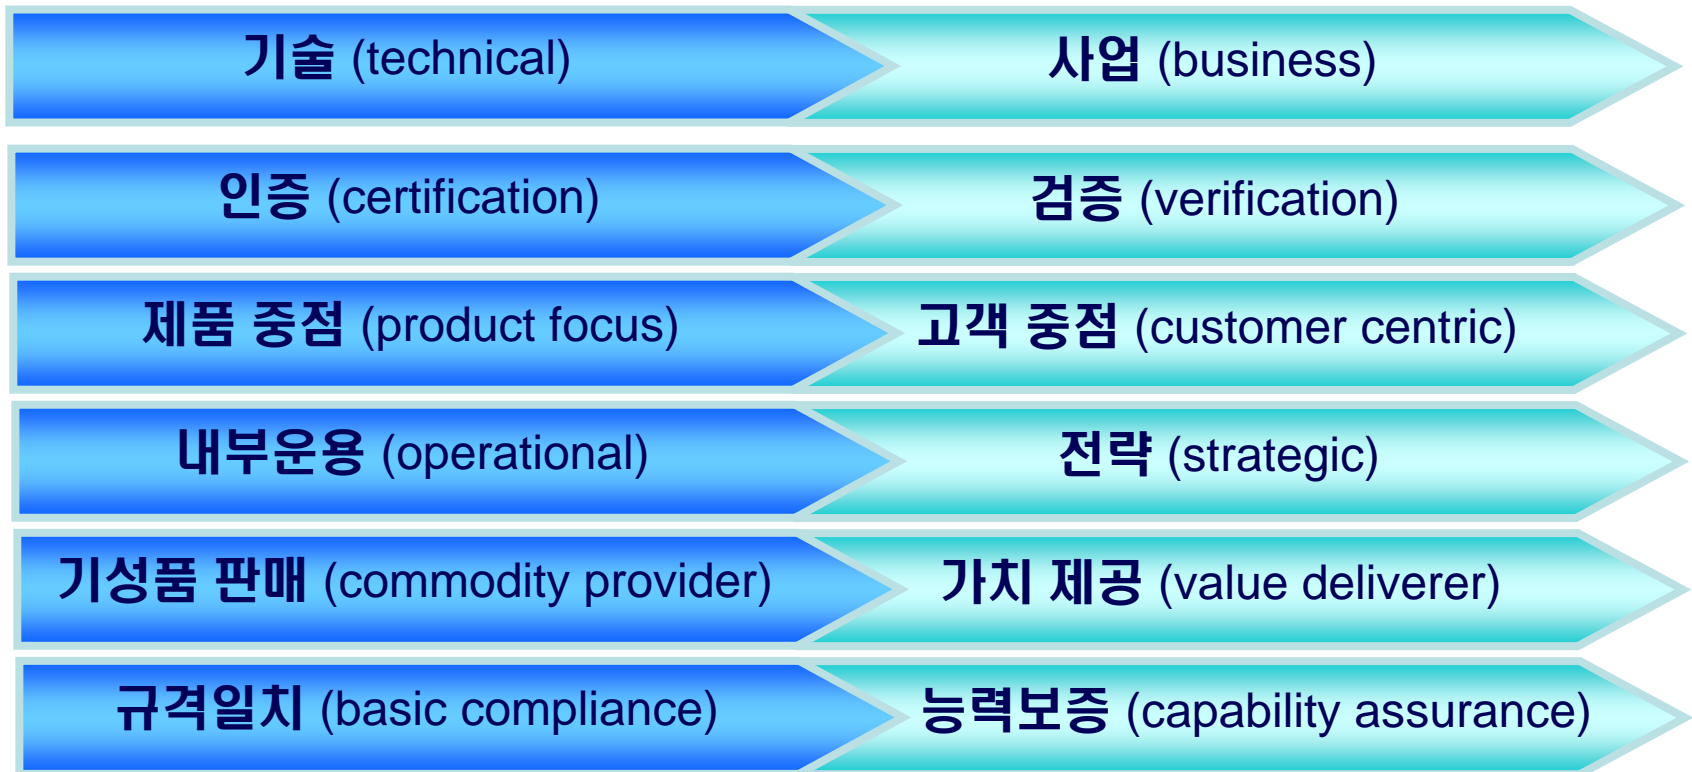 기술 (technical)
사업 (business)
인증 (certification)
검증 (verification)
제품 중점 (product focus)
고객 중점 (customer centric)
내부운용 (operational)
전략 (strategic)
기성품 판매 (commodity provider)
가치 제공 (value deliverer)
규격일치 (basic compliance)
능력보증 (capability assurance)